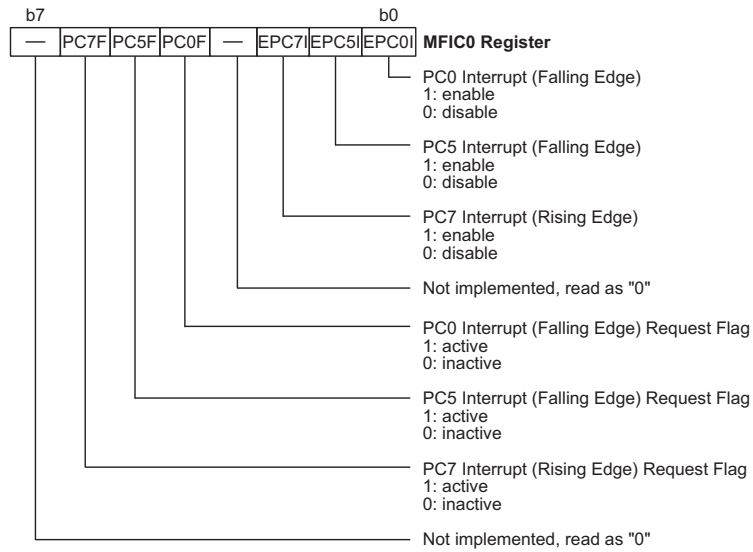 b7 b0
— PC7F PC5F PC0F — EPC7I EPC5I EPC0I MFIC0 Register
PC0 Interrupt (Falling Edge)
1: enable
0: disable
PC5 Interrupt (Falling Edge)
1: enable
0: disable
PC7 Interrupt (Rising Edge)
1: enable
0: disable
Not implemented, read as "0"
PC0 Interrupt (Falling Edge) Request Flag
1: active
0: inactive
PC5 Interrupt (Falling Edge) Request Flag
1: active
0: inactive
PC7 Interrupt (Rising Edge) Request Flag
1: active
0: inactive
Not implemented, read as "0"